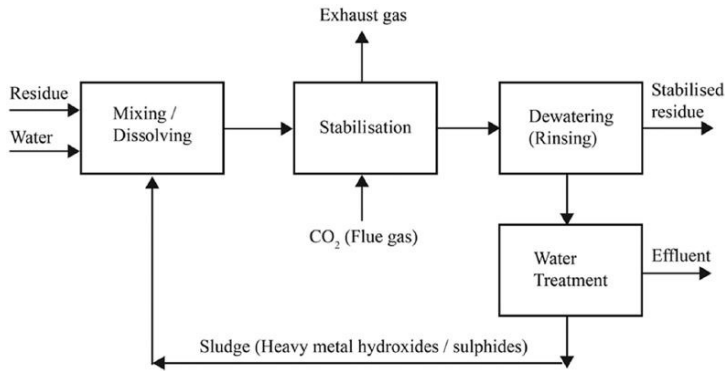 Exhaust gas
Residue
Water
Mixing /
Dissolving
Stabilisation
Dewatering
(Rinsing)
Stabilised
residue
CO₂ (Flue gas)
Water
Treatment
Effluent
Sludge (Heavy metal hydroxides / sulphides)